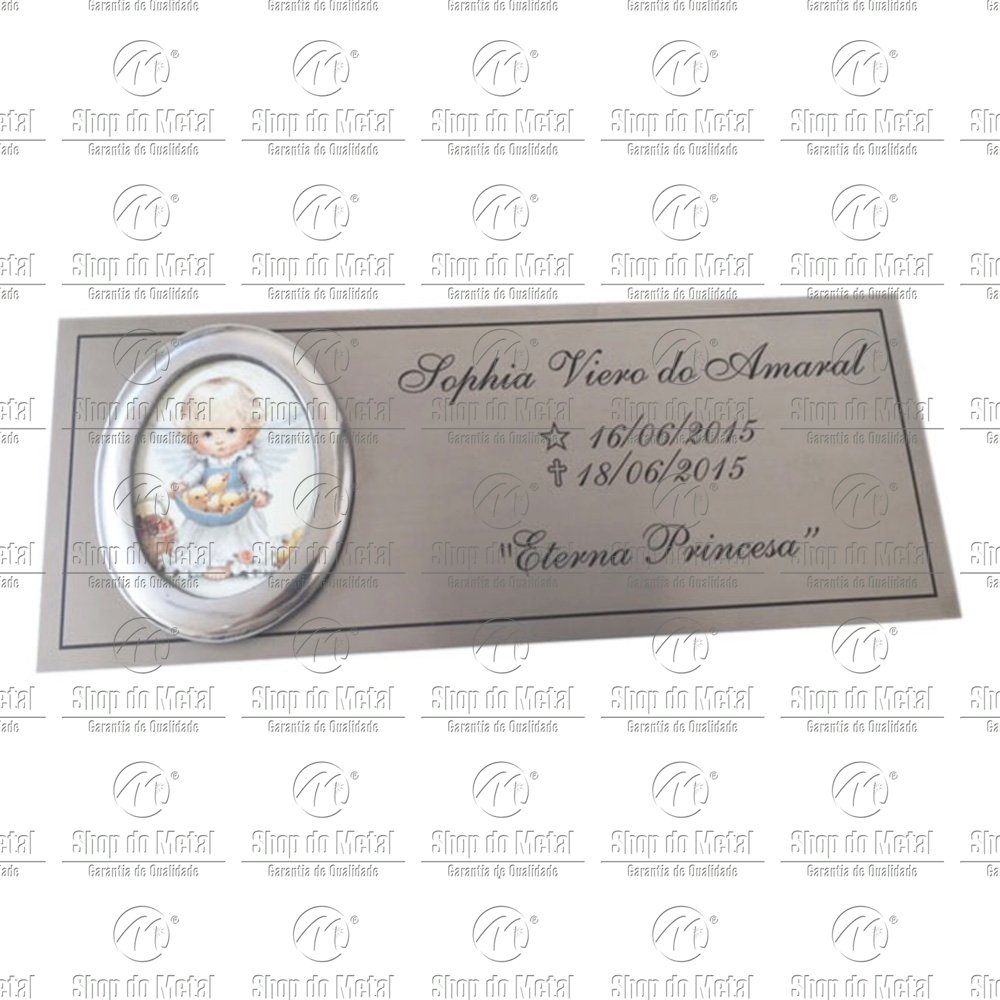 Sophia Viero do Amaral
☆ 16/06/2015
✝ 18/06/2015
"Eterna Princesa"
Shop do Metal
Garantia de Qualidade